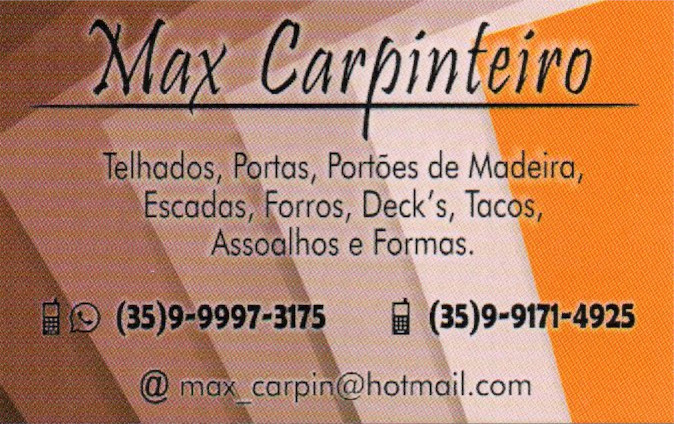 Max Carpinteiro
Telhados, Portas, Portões de Madeira,
Escadas, Forros, Deck's, Tacos,
Assoalhos e Formas.
(35)9-9997-3175 (35)9-9171-4925
@ max_carpin@hotmail.com